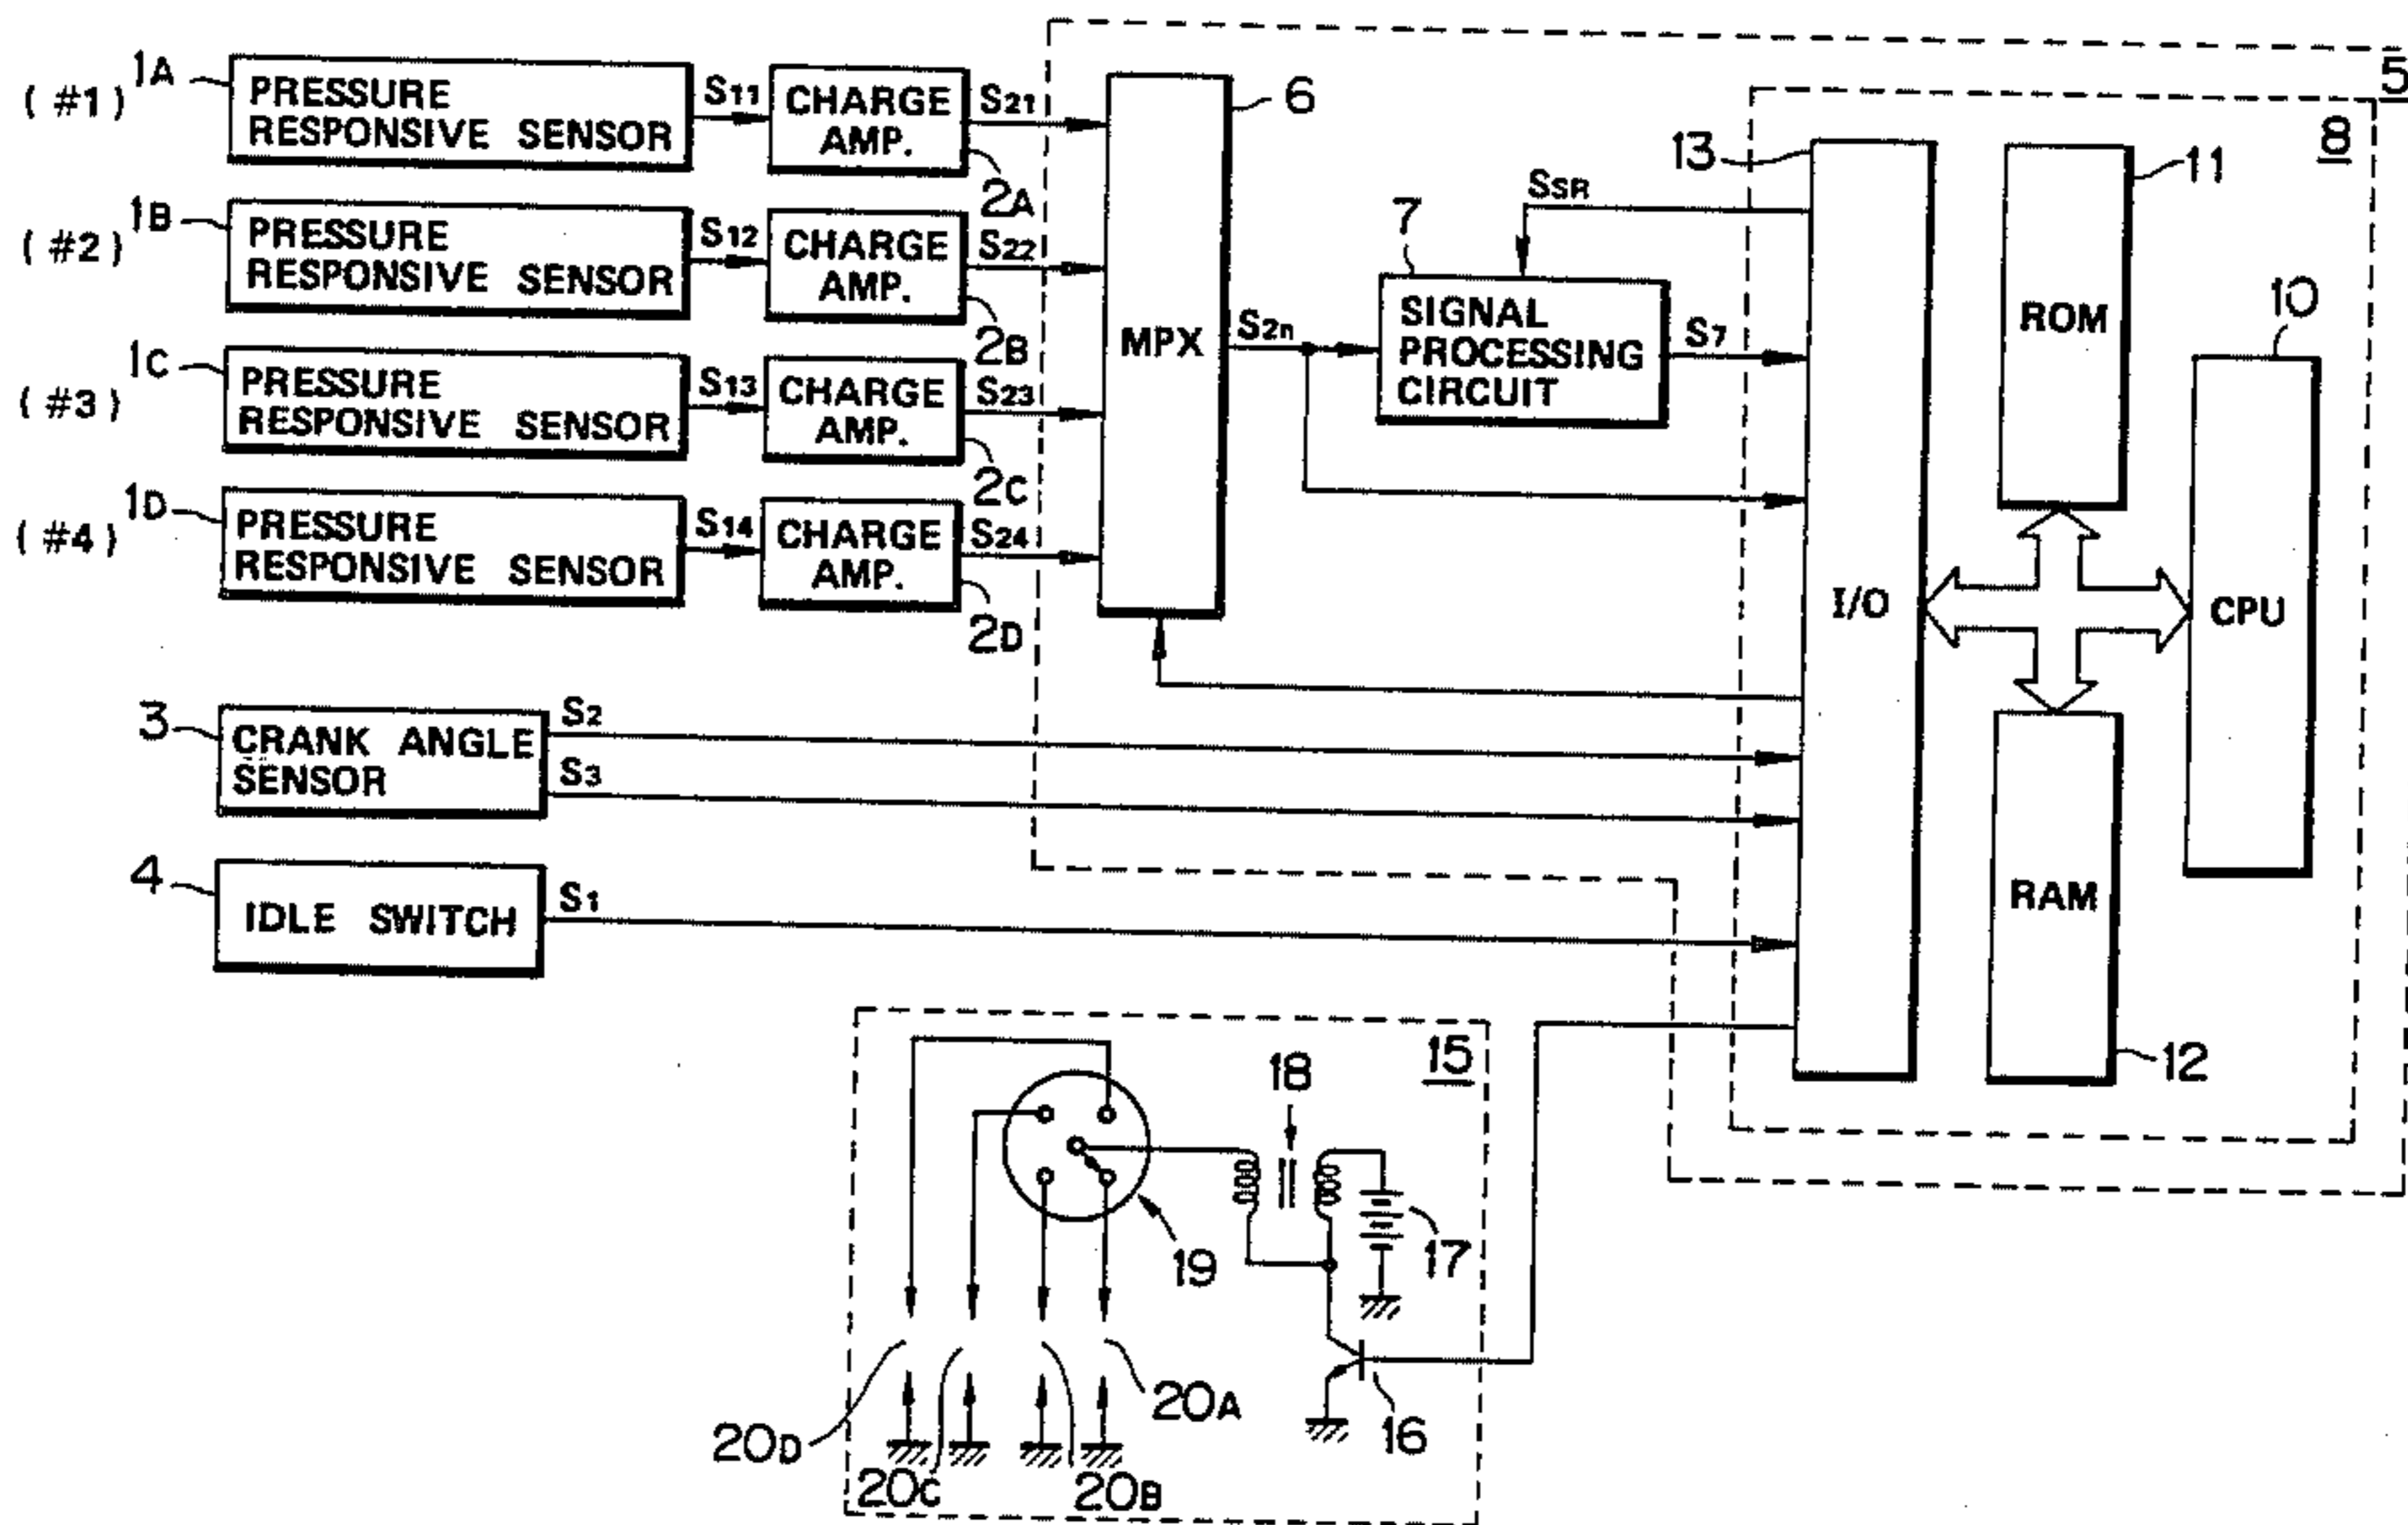 (#1) 1A PRESSURE RESPONSIVE SENSOR S11 CHARGE AMP. 2A S21
(#2) 1B PRESSURE RESPONSIVE SENSOR S12 CHARGE AMP. 2B S22
(#3) 1C PRESSURE RESPONSIVE SENSOR S13 CHARGE AMP. 2C S23
(#4) 1D PRESSURE RESPONSIVE SENSOR S14 CHARGE AMP. 2D S24
MPX 6
S2n
7 SIGNAL PROCESSING CIRCUIT
SSR
S7
5
8
13 I/O
ROM 11
10 CPU
RAM 12
3 CRANK ANGLE SENSOR S2 S3
4 IDLE SWITCH S1
15
18
17
19
16
20A
20D
20C
20B